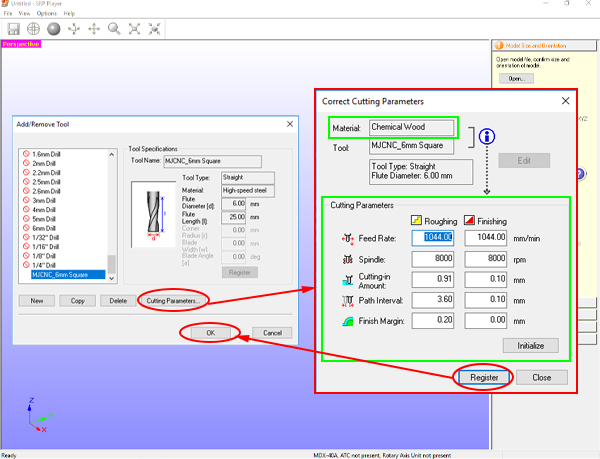 Untitled - SRP Player
File View Options Help
Perspective
Model Size and Orientation
Open model file, confirm size and
orientation of model.
Open...
XYZ
Add/Remove Tool
1.6mm Drill
2mm Drill
2.2mm Drill
2.5mm Drill
2.6mm Drill
3mm Drill
4mm Drill
5mm Drill
6mm Drill
1/32" Drill
1/16" Drill
1/8" Drill
1/4" Drill
MJCNC_6mm Square
Tool Specifications
Tool Name: MJCNC_6mm Square
Tool Type: Straight
Material: High-speed steel
Flute
Diameter [d]: 6.00 mm
Flute
Length [l]: 25.00 mm
Corner
Radius [r]: 0.00 mm
Blade
Width [w]: 0.00 mm
Blade Angle
[a] 0.00 deg
l
d
Register
New Copy Delete Cutting Parameters...
OK Cancel
Correct Cutting Parameters
Material: Chemical Wood
Tool: MJCNC_6mm Square
Tool Type: Straight
Flute Diameter: 6.00 mm
Edit
Cutting Parameters
Roughing Finishing
Feed Rate: 1044.00 1044.00 mm/min
Spindle: 8000 8000 rpm
Cutting-in
Amount: 0.91 0.10 mm
Path Interval: 3.60 0.10 mm
Finish Margin: 0.20 0.00 mm
Initialize
Register Close
Z
Y
X
Ready
MDX-40A, ATC not present, Rotary Axis Unit not present